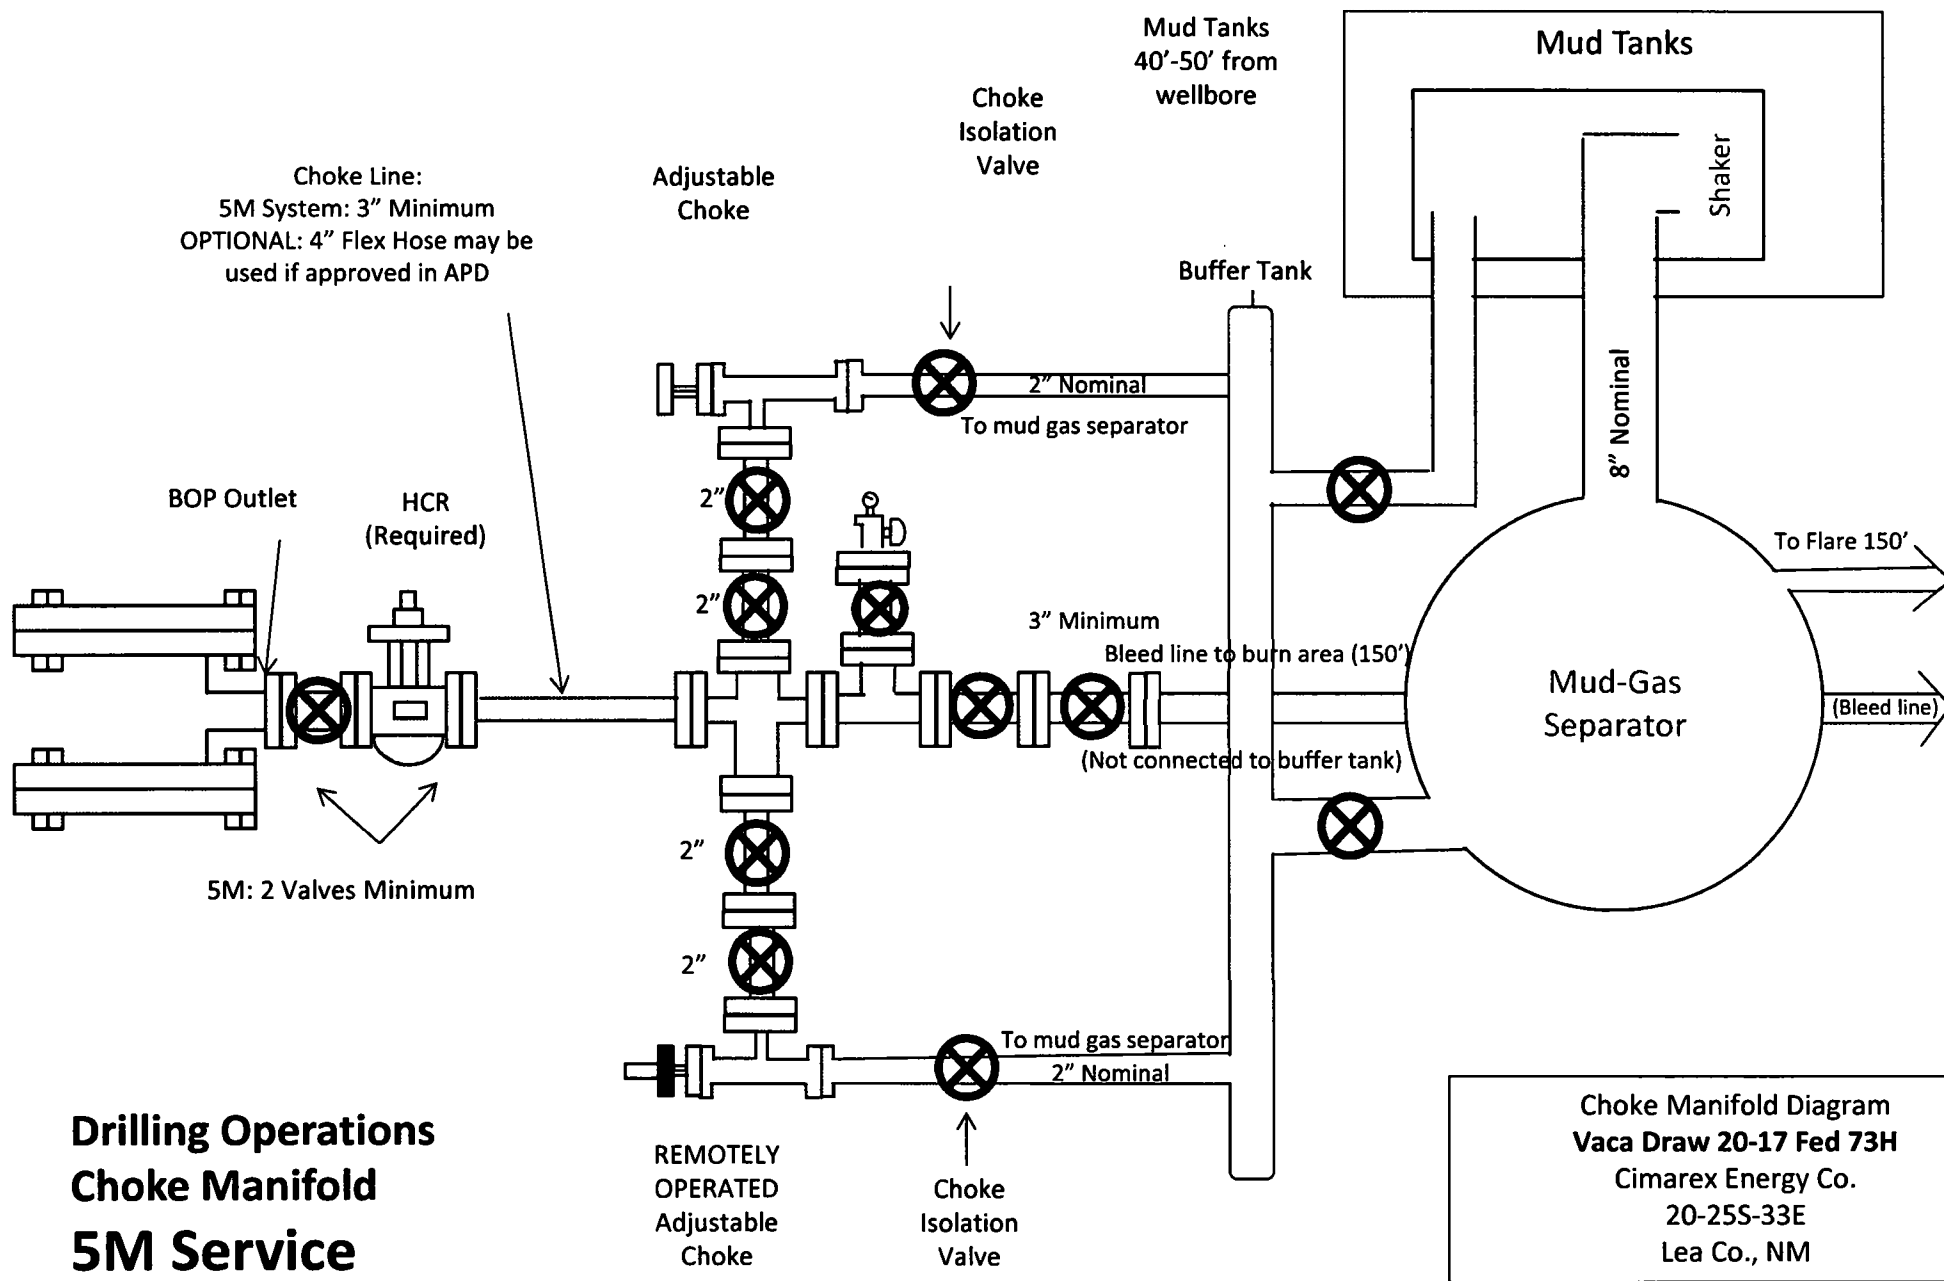 Mud Tanks
40’-50’ from
wellbore
Mud Tanks
Choke
Isolation
Valve
Shaker
Choke Line:
5M System: 3” Minimum
OPTIONAL: 4” Flex Hose may be
used if approved in APD
Adjustable
Choke
Buffer Tank
2” Nominal
To mud gas separator
8” Nominal
BOP Outlet
HCR
(Required)
2”
2”
To Flare 150’
3” Minimum
Bleed line to burn area (150’)
Mud-Gas
Separator
(Bleed line)
(Not connected to buffer tank)
5M: 2 Valves Minimum
2”
2”
To mud gas separator
2” Nominal
REMOTELY
OPERATED
Adjustable
Choke
Choke
Isolation
Valve
Drilling Operations
Choke Manifold
5M Service
Choke Manifold Diagram
Vaca Draw 20-17 Fed 73H
Cimarex Energy Co.
20-25S-33E
Lea Co., NM